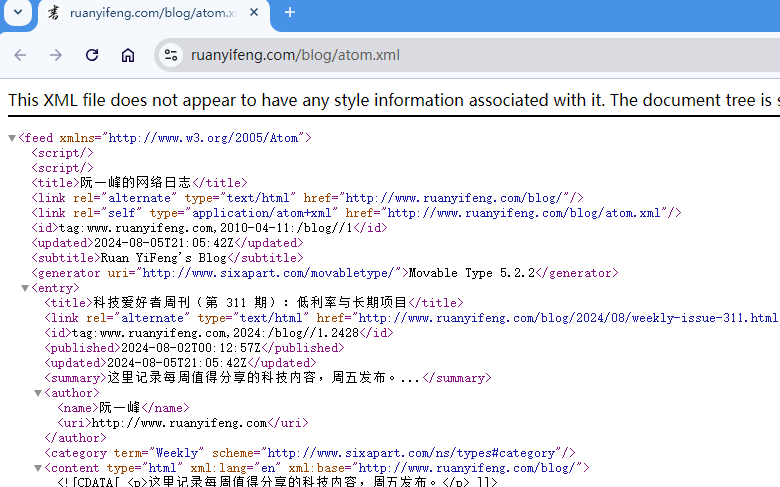 ruanyifeng.com/blog/atom.x
ruanyifeng.com/blog/atom.xml
This XML file does not appear to have any style information associated with it. The document tree is
▼<feed xmlns="http://www.w3.org/2005/Atom">
<script/>
<script/>
<title>阮一峰的网络日志</title>
<link rel="alternate" type="text/html" href="http://www.ruanyifeng.com/blog/"/>
<link rel="self" type="application/atom+xml" href="http://www.ruanyifeng.com/blog/atom.xml"/>
<id>tag:www.ruanyifeng.com,2010-04-11:/blog//1</id>
<updated>2024-08-05T21:05:42Z</updated>
<subtitle>Ruan YiFeng's Blog</subtitle>
<generator uri="http://www.sixapart.com/movabletype/">Movable Type 5.2.2</generator>
▼<entry>
<title>科技爱好者周刊（第 311 期）：低利率与长期项目</title>
<link rel="alternate" type="text/html" href="http://www.ruanyifeng.com/blog/2024/08/weekly-issue-311.html
<id>tag:www.ruanyifeng.com,2024:/blog//1.2428</id>
<published>2024-08-02T00:12:57Z</published>
<updated>2024-08-05T21:05:42Z</updated>
<summary>这里记录每周值得分享的科技内容，周五发布。...</summary>
▼<author>
<name>阮一峰</name>
<uri>http://www.ruanyifeng.com</uri>
</author>
<category term="Weekly" scheme="http://www.sixapart.com/ns/types#category"/>
▼<content type="html" xml:lang="en" xml:base="http://www.ruanyifeng.com/blog/">
<![CDATA[ <p>这里记录每周值得分享的科技内容，周五发布。</p> ]]